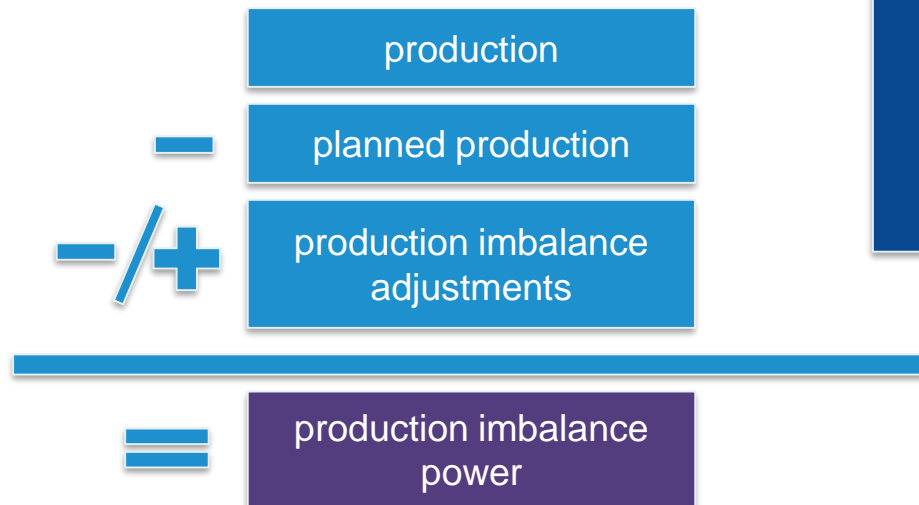 production
−
planned production
−/+
production imbalance
adjustments
=
production imbalance
power